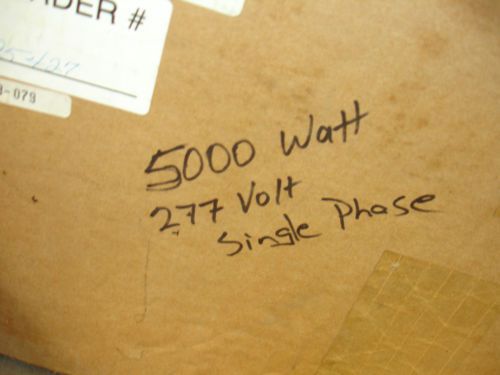 DER #
5000 Watt
277 Volt
Single Phase